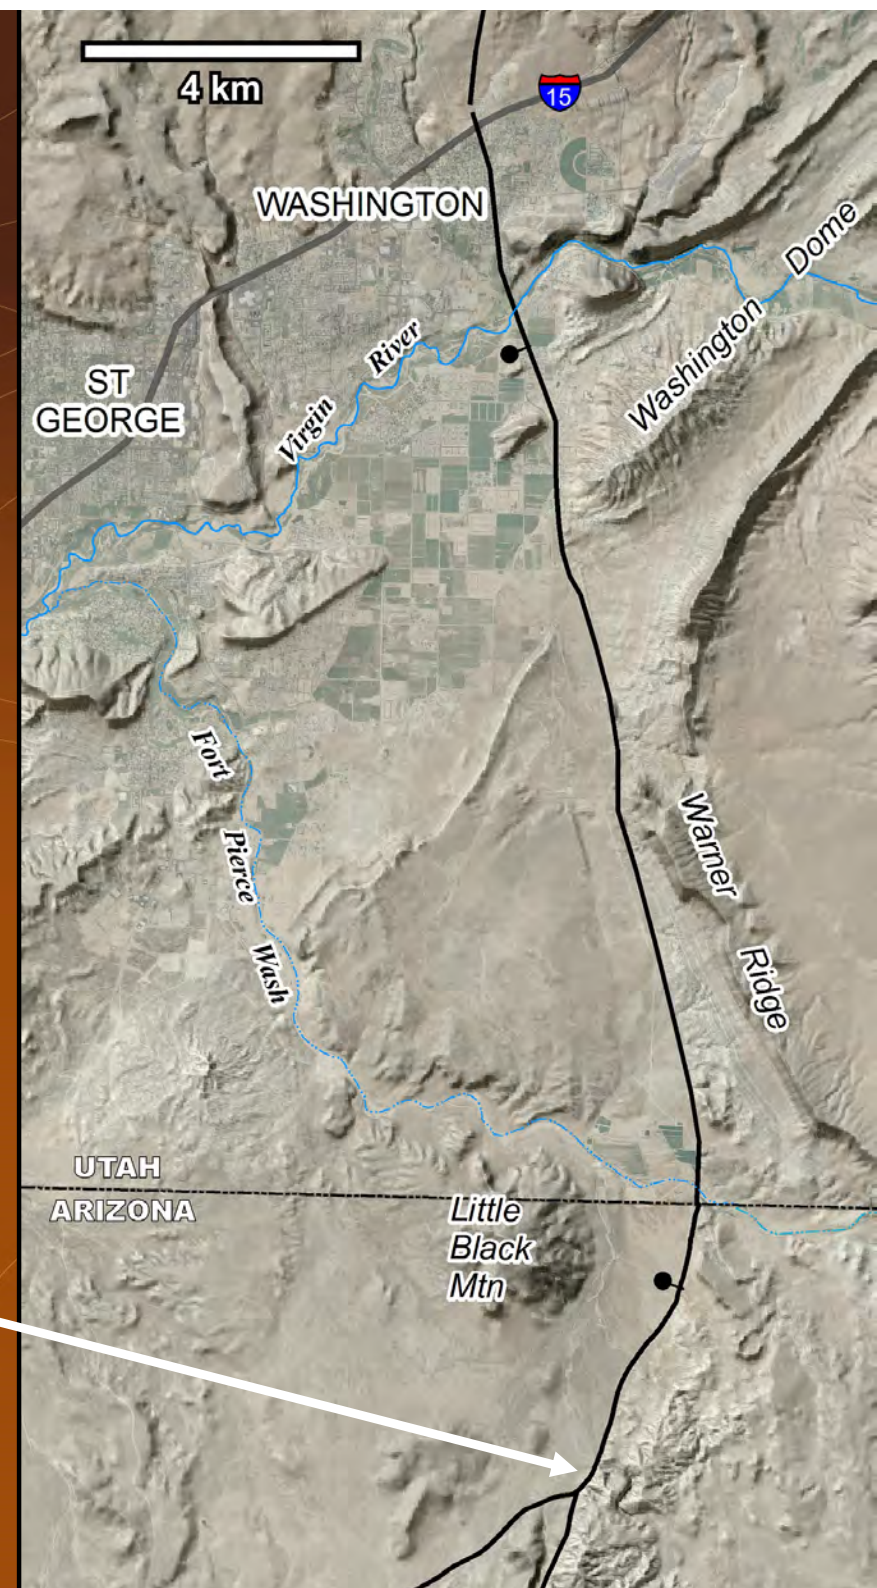 4 km
15
WASHINGTON
Washington Dome
ST
GEORGE
Virgin River
Fort Pierce Wash
Warner Ridge
UTAH
ARIZONA
Little
Black
Mtn